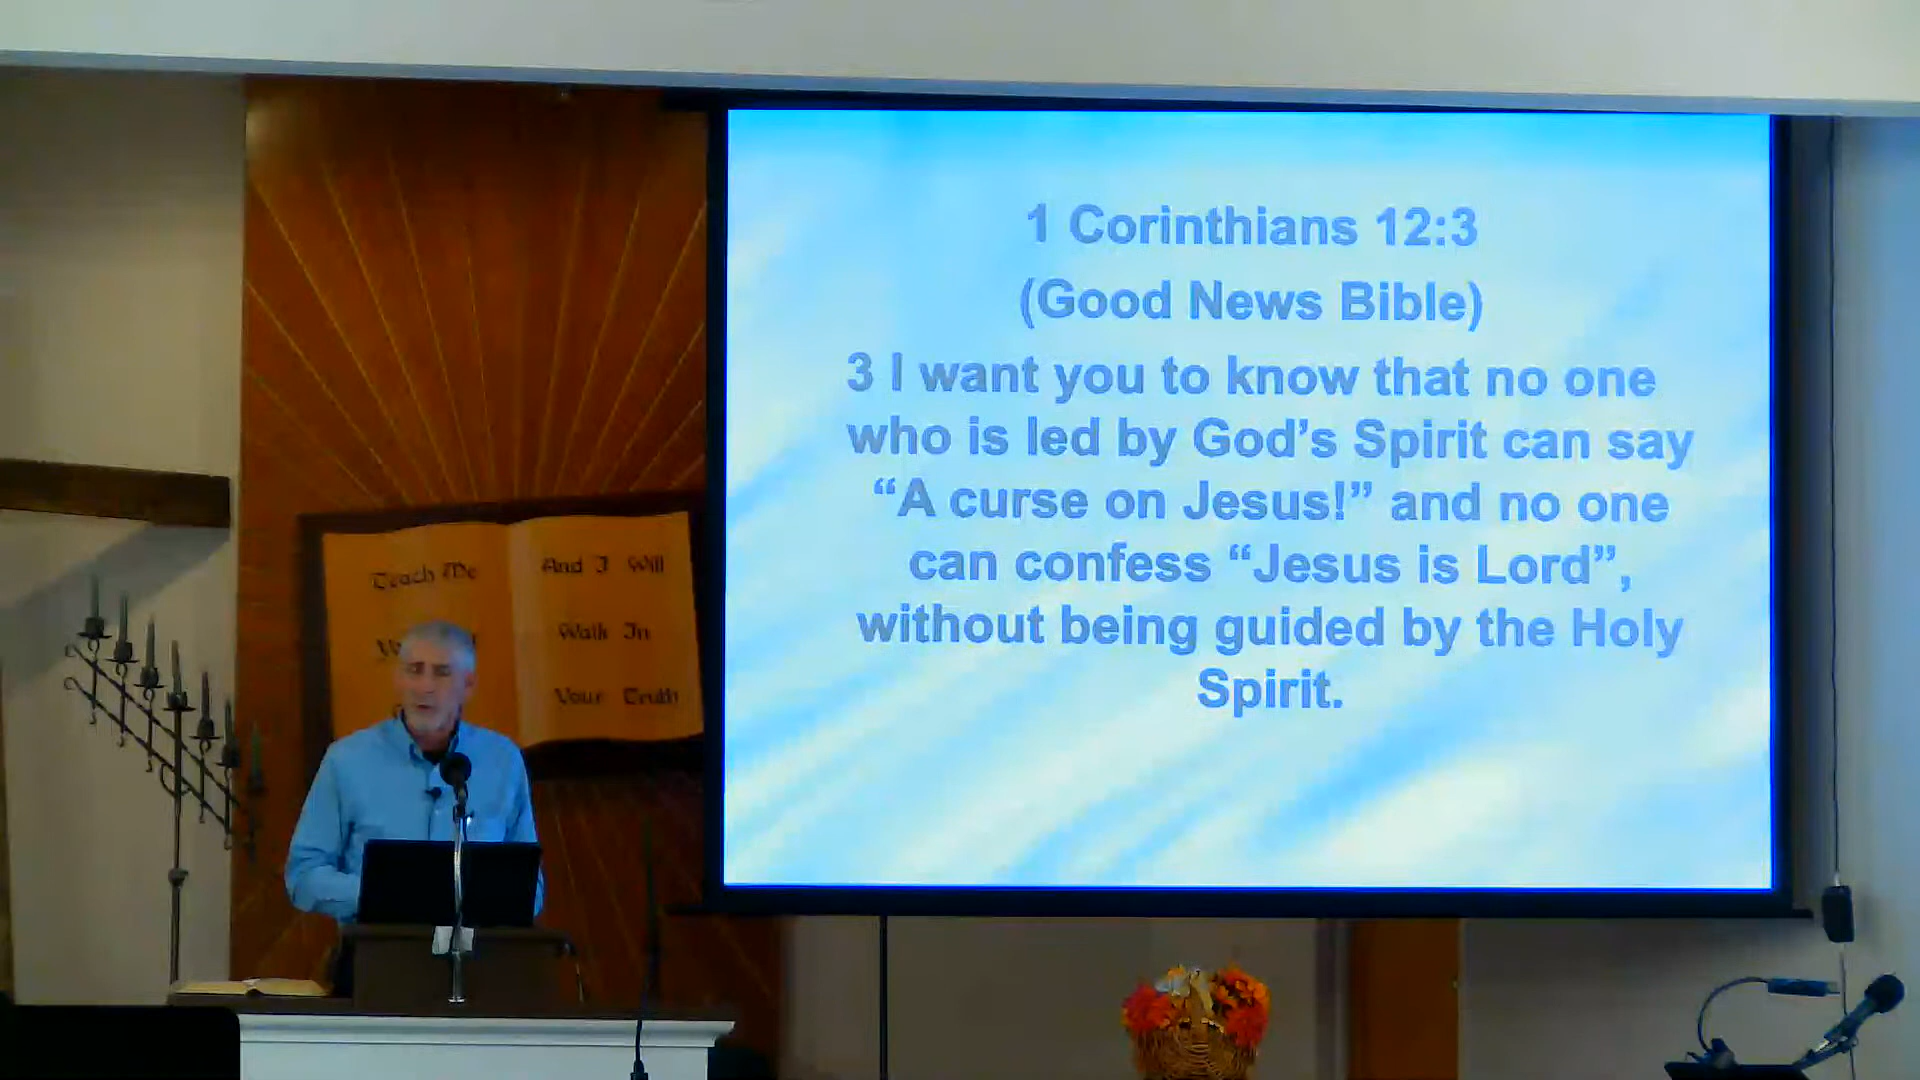 1 Corinthians 12:3
(Good News Bible)
3 I want you to know that no one
who is led by God’s Spirit can say
“A curse on Jesus!” and no one
can confess “Jesus is Lord”,
without being guided by the Holy
Spirit.
Teach Me
And I Will
Walk In
Your Truth